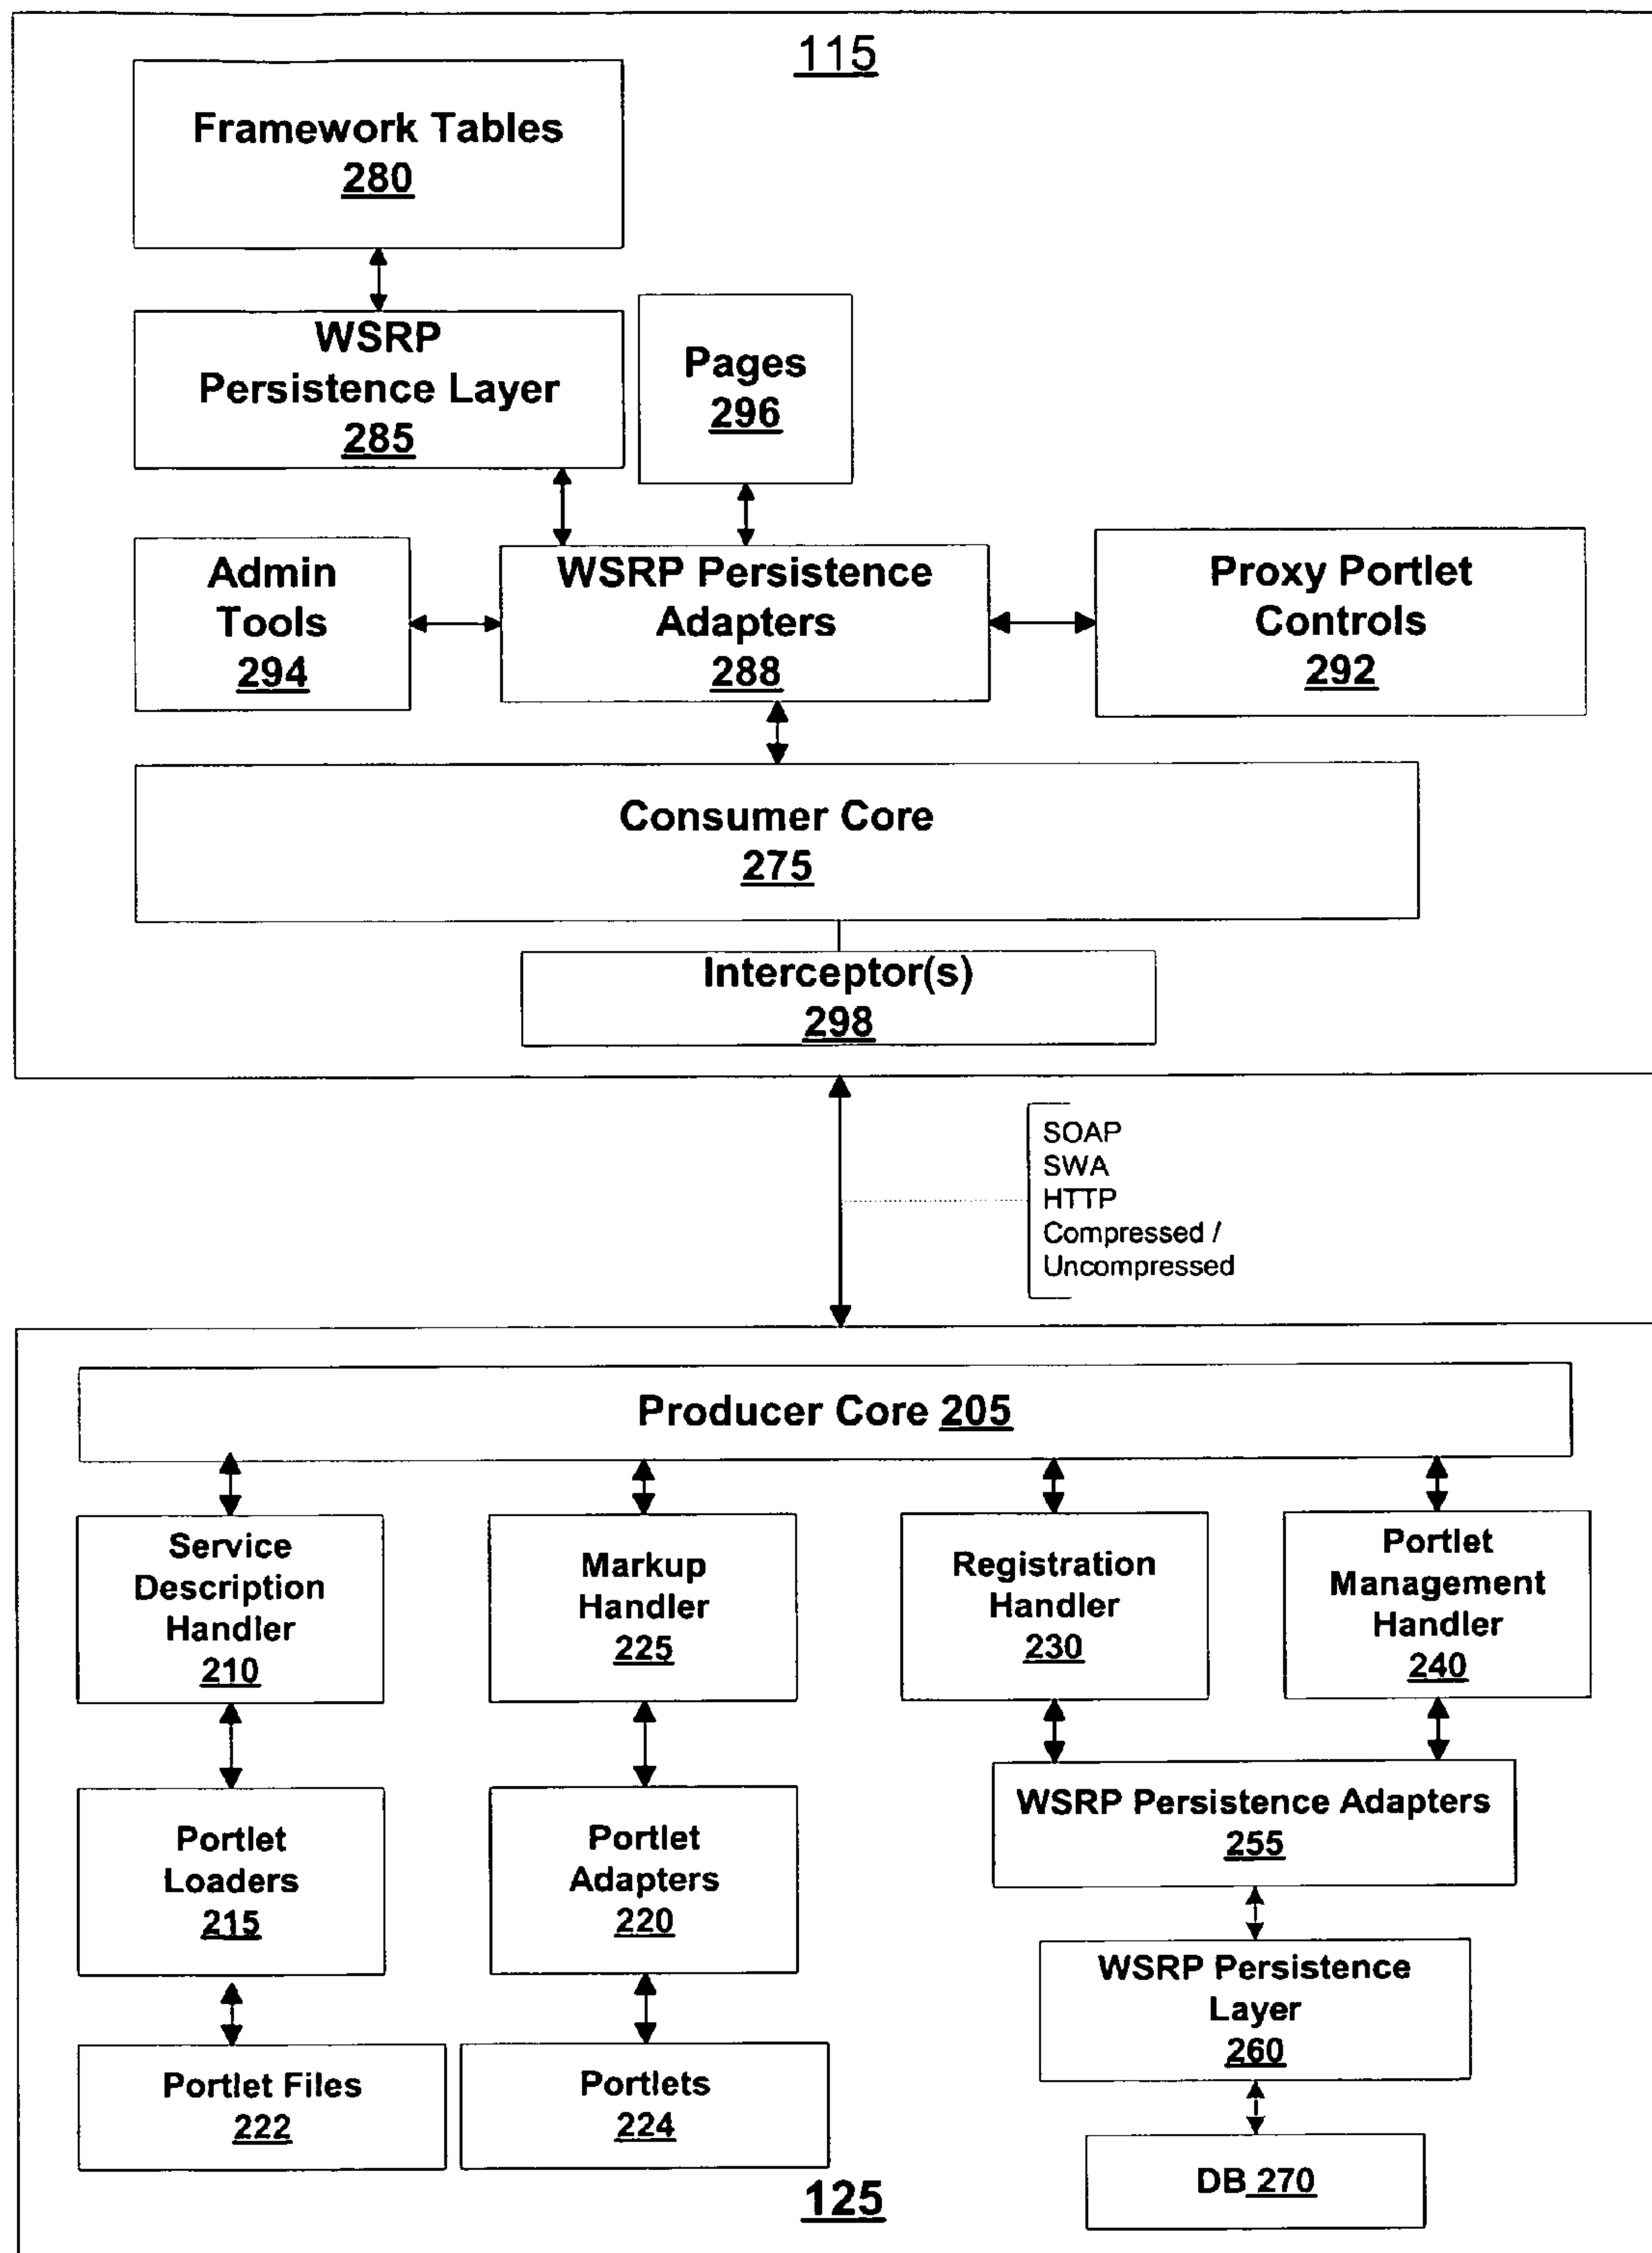 115
Framework Tables
280
WSRP
Persistence Layer
285
Pages
296
Admin
Tools
294
WSRP Persistence
Adapters
288
Proxy Portlet
Controls
292
Consumer Core
275
Interceptor(s)
298
SOAP
SWA
HTTP
Compressed /
Uncompressed
Producer Core 205
Service
Description
Handler
210
Markup
Handler
225
Registration
Handler
230
Portlet
Management
Handler
240
Portlet
Loaders
215
Portlet
Adapters
220
WSRP Persistence Adapters
255
WSRP Persistence
Layer
260
Portlet Files
222
Portlets
224
DB 270
125